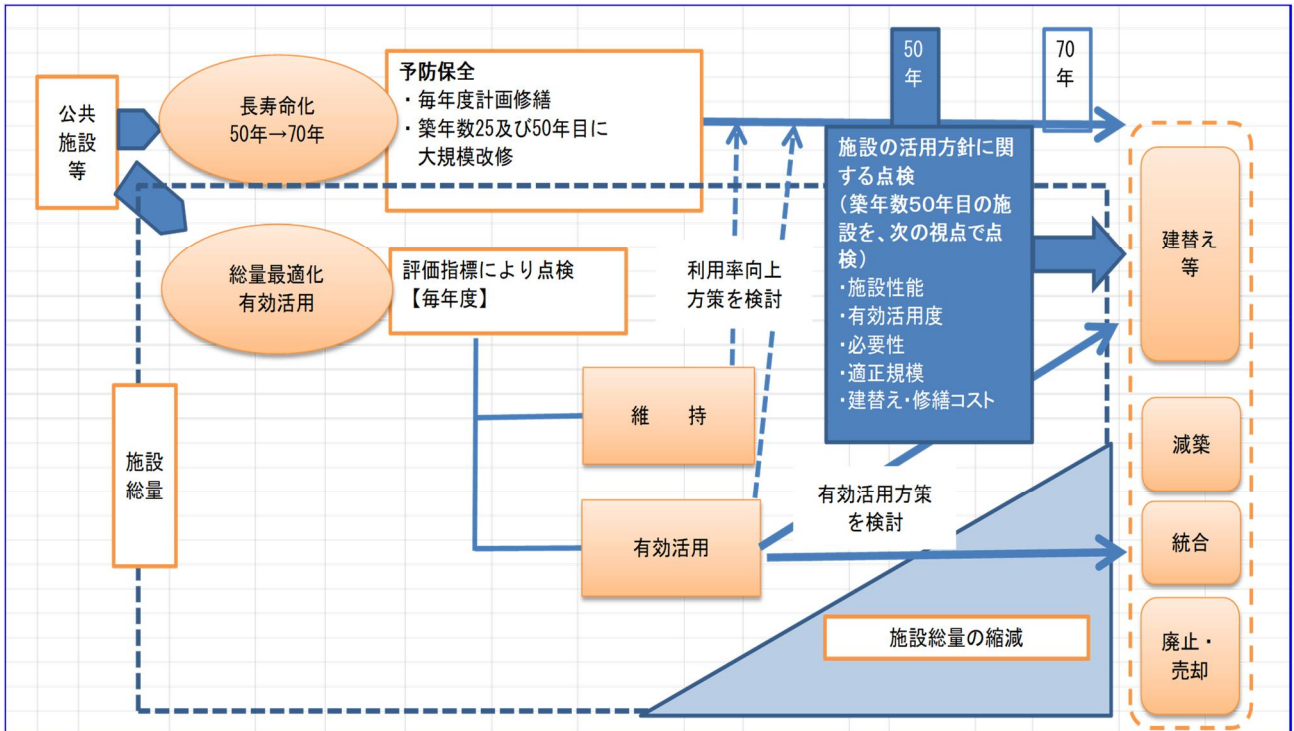 公共
施設
等
長寿命化
50年→70年
予防保全
・毎年度計画修繕
・築年数25及び50年目に
大規模改修
50
年
70
年
施設の活用方針に関
する点検
（築年数50年目の施
設を、次の視点で点
検）
・施設性能
・有効活用度
・必要性
・適正規模
・建替え・修繕コスト
建替え
等
総量最適化
有効活用
評価指標により点検
【毎年度】
利用率向上
方策を検討
維　持
施設
総量
有効活用
有効活用方策
を検討
減築
統合
施設総量の縮減
廃止・
売却